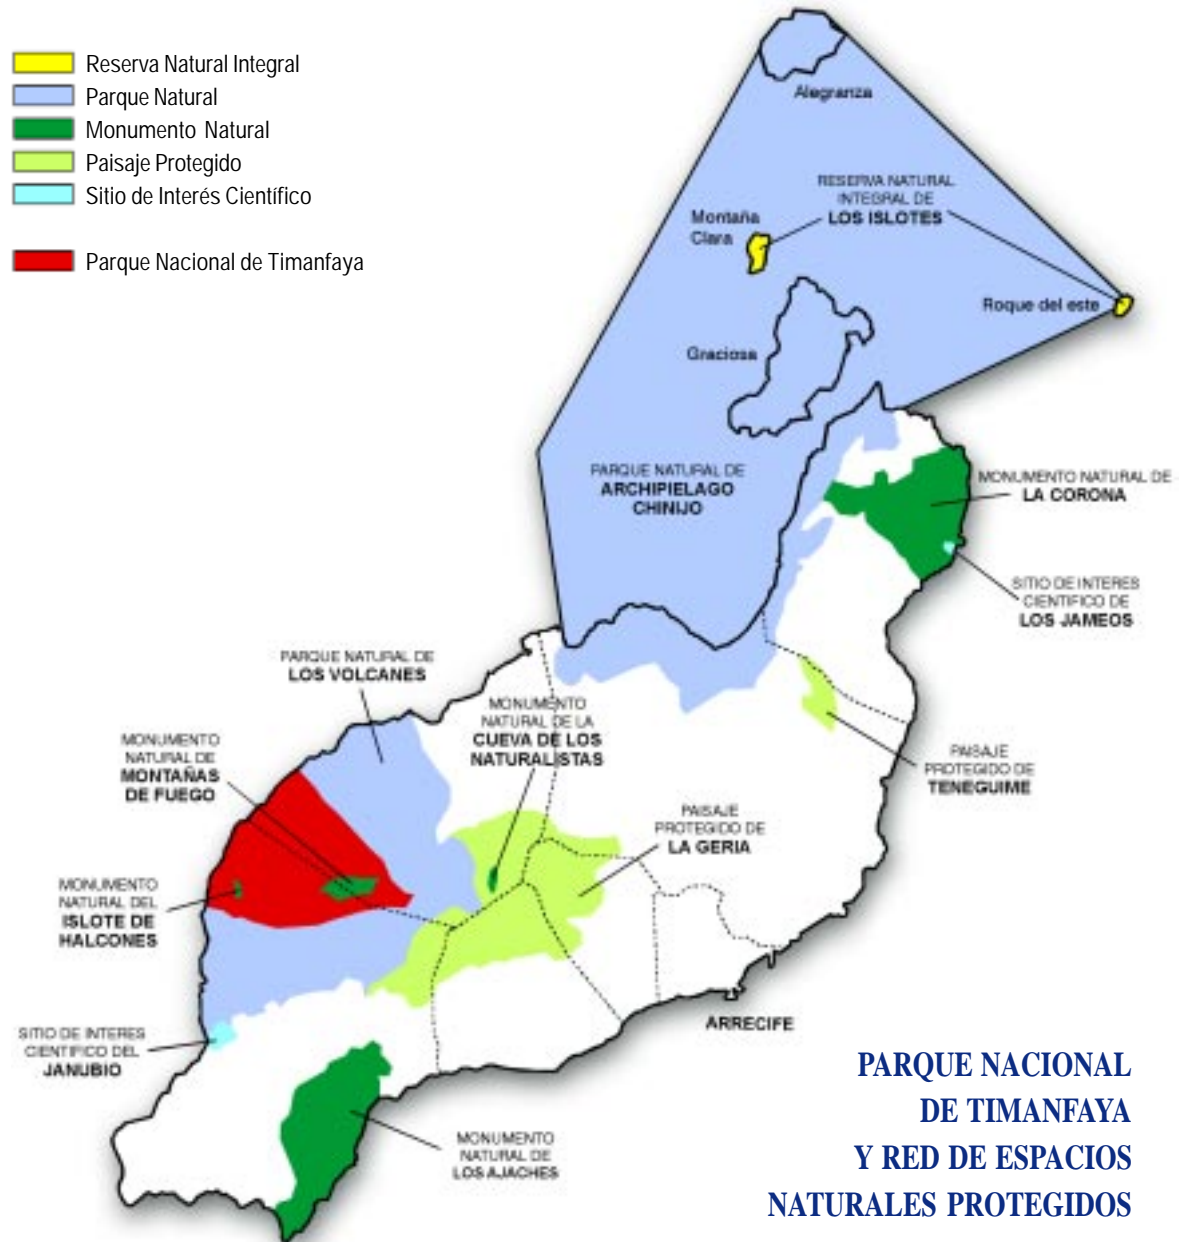 Reserva Natural Integral
Parque Natural
Monumento Natural
Paisaje Protegido
Sitio de Interés Científico
Parque Nacional de Timanfaya
Alegranza
RESERVA NATURAL
INTEGRAL DE
LOS ISLOTES
Montaña
Clara
Roque del este
Graciosa
PARQUE NATURAL DE
ARCHIPIELAGO
CHINIJO
MONUMENTO NATURAL DE
LA CORONA
SITIO DE INTERES
CIENTIFICO DE
LOS JAMEOS
PARQUE NATURAL DE
LOS VOLCANES
MONUMENTO
NATURAL DE LA
CUEVA DE LOS
NATURALISTAS
MONUMENTO
NATURAL DE
MONTAÑAS
DE FUEGO
PAISAJE
PROTEGIDO DE
TENEGUIME
PAISAJE
PROTEGIDO DE
LA GERIA
MONUMENTO
NATURAL DEL
ISLOTE DE
HALCONES
ARRECIFE
SITIO DE INTERES
CIENTIFICO DEL
JANUBIO
MONUMENTO
NATURAL DE
LOS AJACHES
PARQUE NACIONAL
DE TIMANFAYA
Y RED DE ESPACIOS
NATURALES PROTEGIDOS